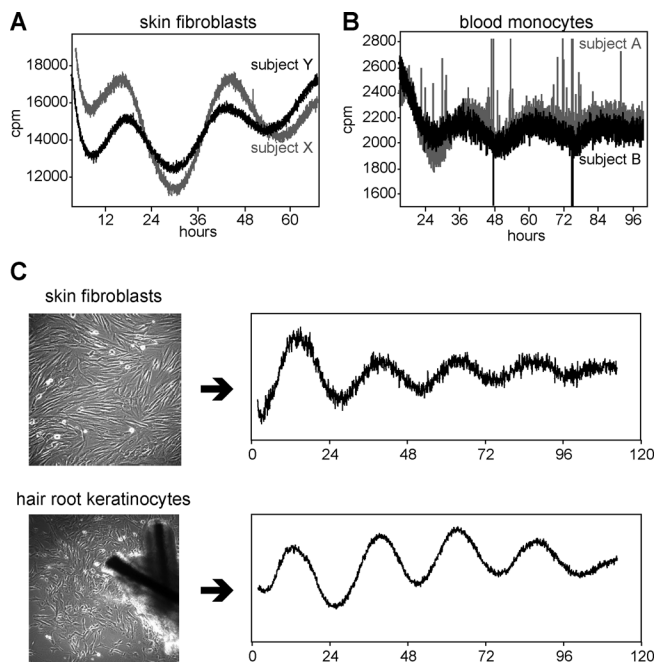 A
skin fibroblasts
cpm
18000
16000
14000
12000
subject Y
subject X
12 24 36 48 60
hours
B
blood monocytes
cpm
2800
2600
2400
2200
2000
1800
1600
subject A
subject B
24 36 48 60 72 84 96
hours
C
skin fibroblasts
0 24 48 72 96 120
hair root keratinocytes
0 24 48 72 96 120